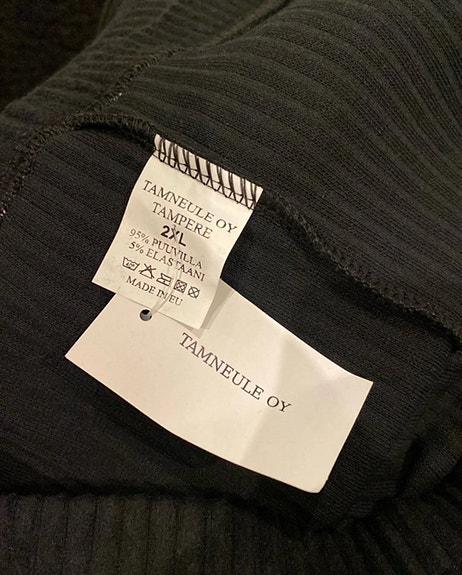 TAMNEULE OY
TAMPERE
2XL
95% PUUVILLA
5% ELASTAANI
MADE IN EU
TAMNEULE OY